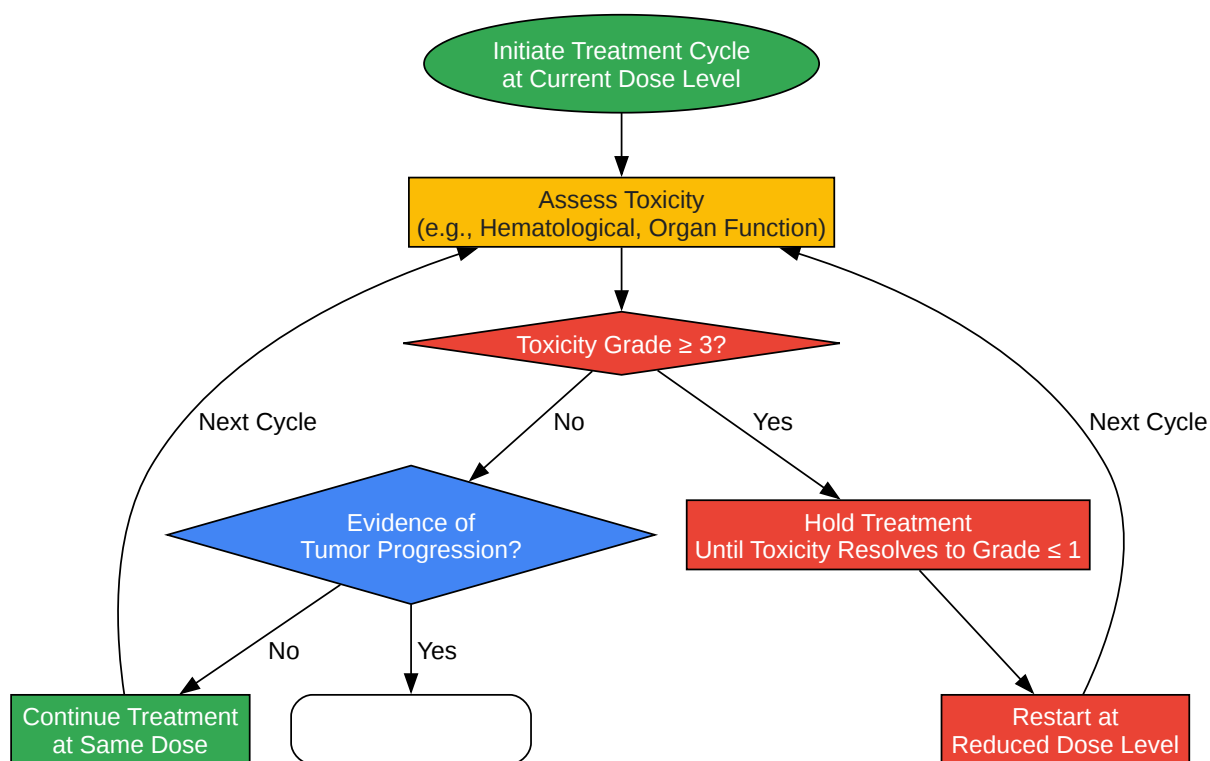 Initiate Treatment Cycle
at Current Dose Level
Assess Toxicity
(e.g., Hematological, Organ Function)
Toxicity Grade ≥ 3?
Next Cycle
No
Yes
Next Cycle
Evidence of
Tumor Progression?
Hold Treatment
Until Toxicity Resolves to Grade ≤ 1
No
Yes
Continue Treatment
at Same Dose
Restart at
Reduced Dose Level